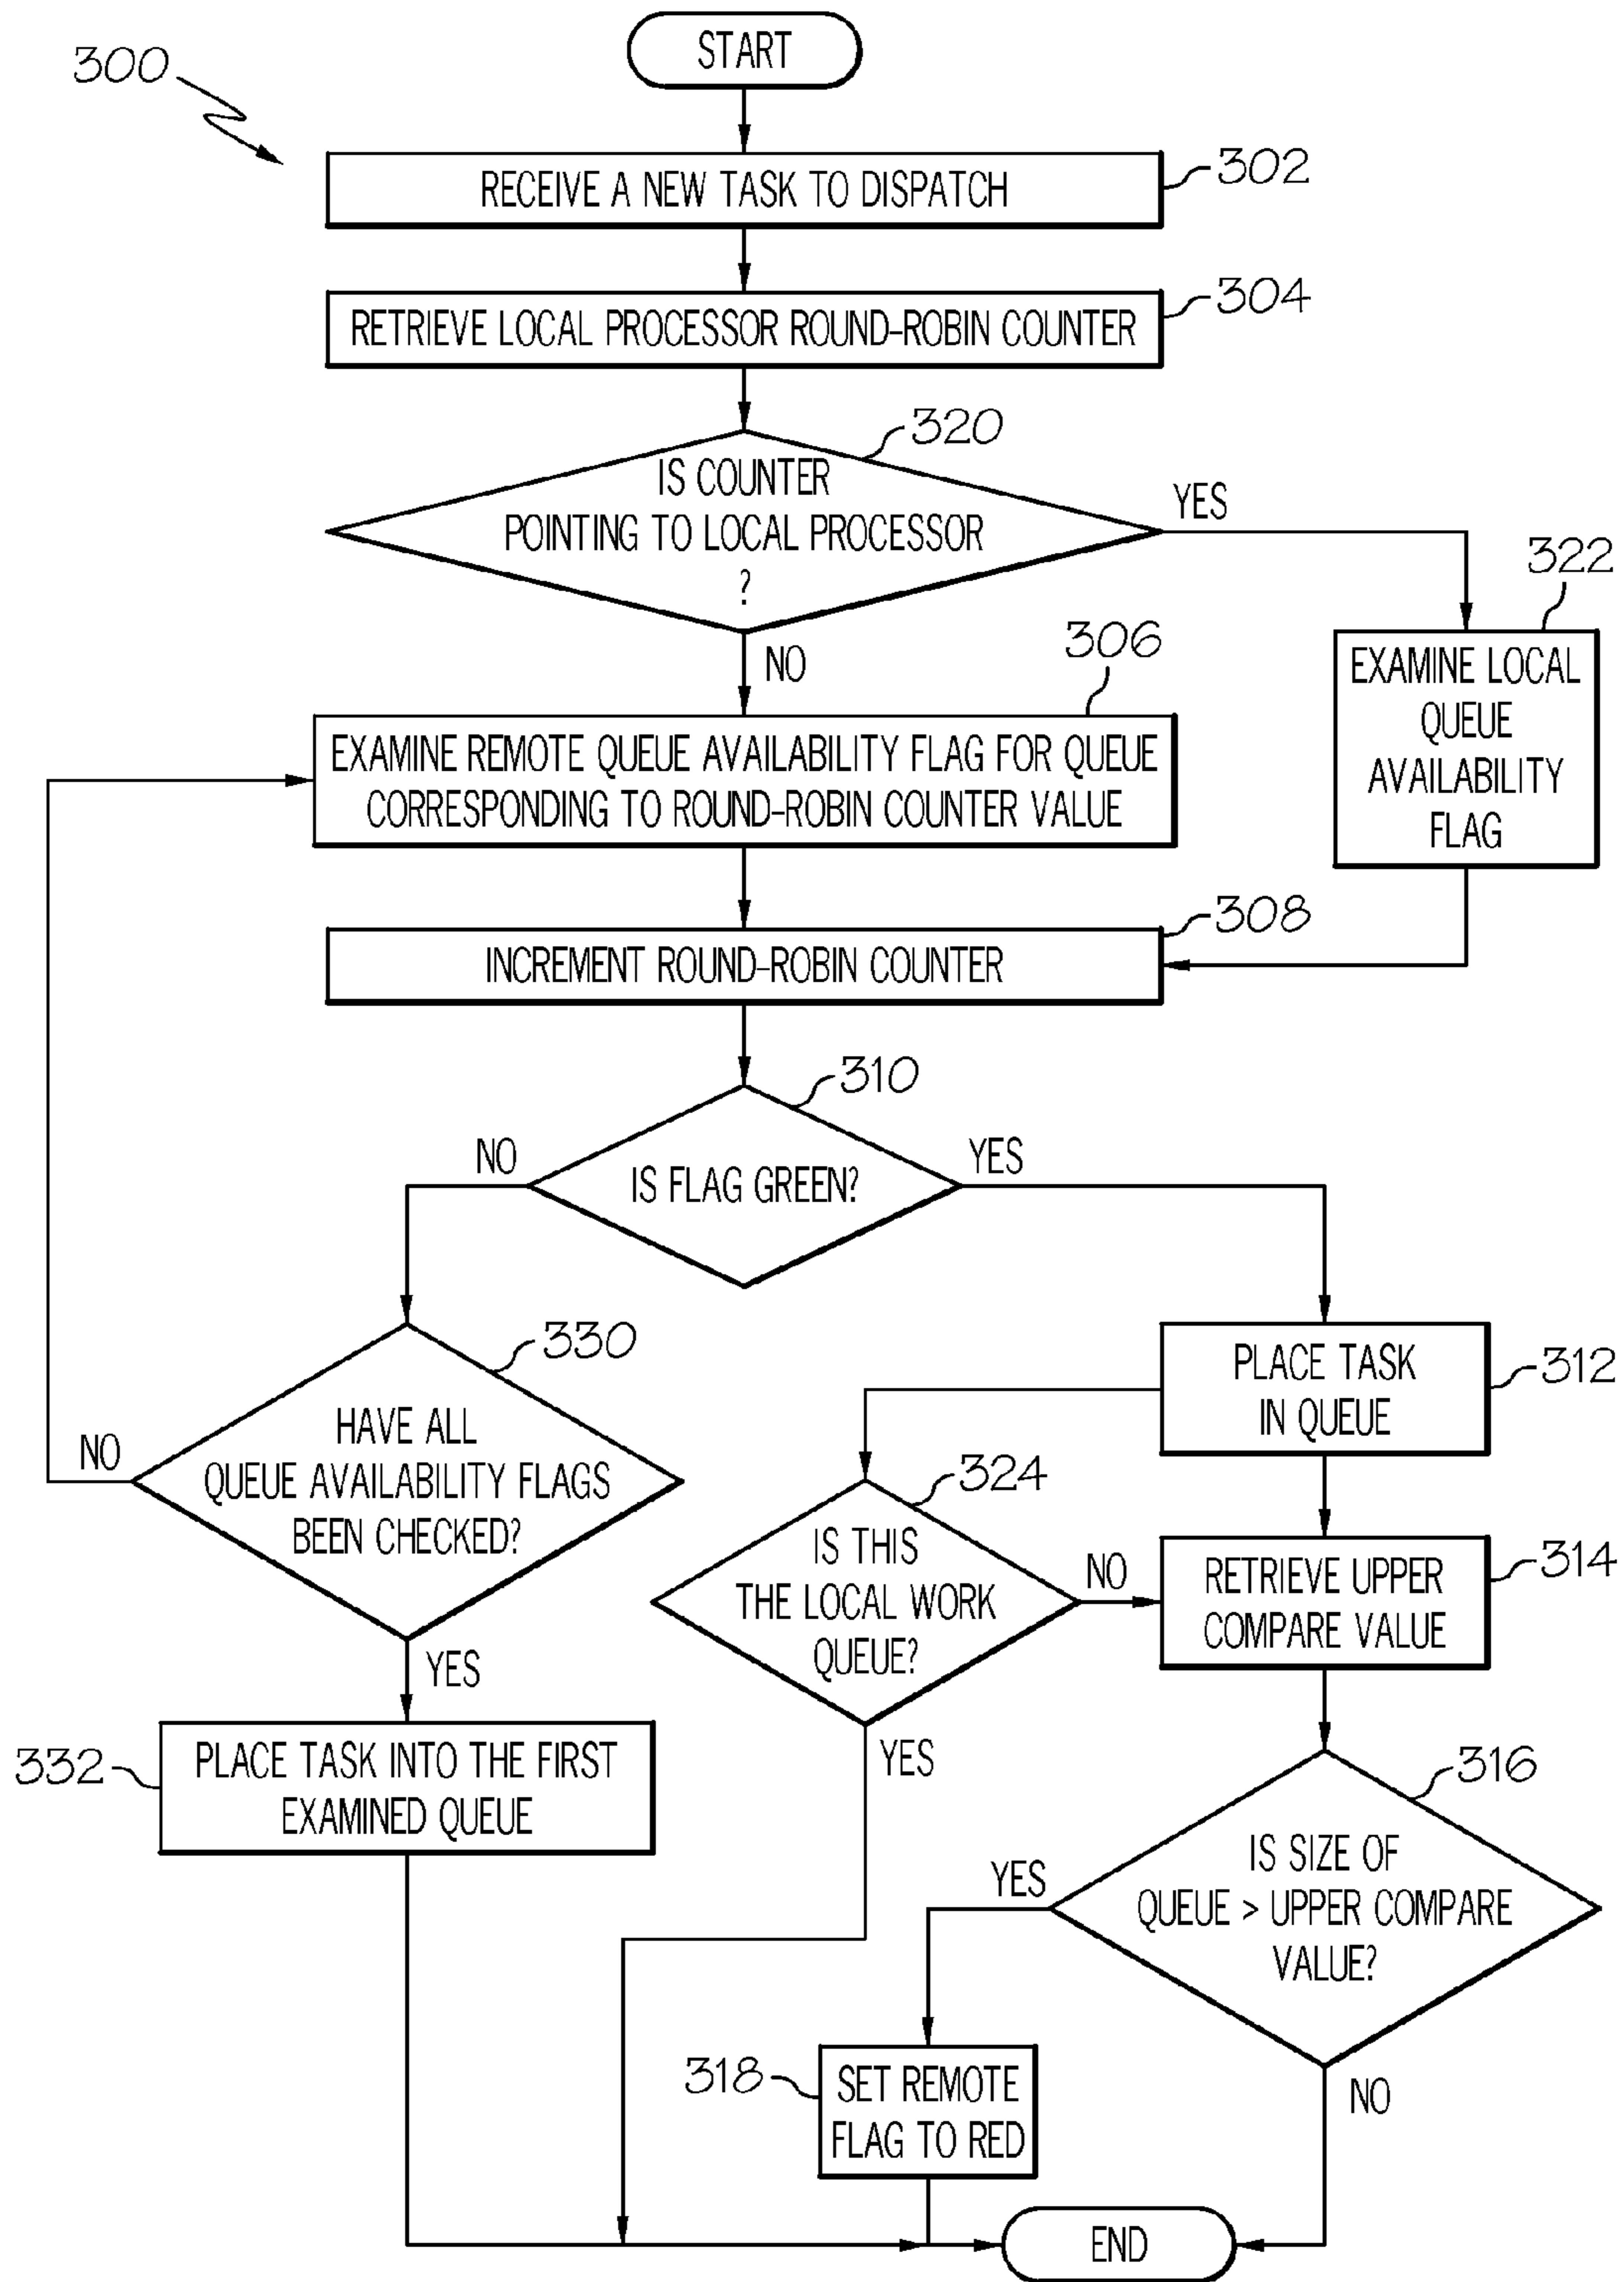 START
300
RECEIVE A NEW TASK TO DISPATCH
302
RETRIEVE LOCAL PROCESSOR ROUND-ROBIN COUNTER
304
320
IS COUNTER
POINTING TO LOCAL PROCESSOR
?
YES
NO
322
EXAMINE LOCAL
QUEUE
AVAILABILITY
FLAG
306
EXAMINE REMOTE QUEUE AVAILABILITY FLAG FOR QUEUE
CORRESPONDING TO ROUND-ROBIN COUNTER VALUE
308
INCREMENT ROUND-ROBIN COUNTER
310
IS FLAG GREEN?
NO
YES
330
HAVE ALL
QUEUE AVAILABILITY FLAGS
BEEN CHECKED?
NO
YES
PLACE TASK
IN QUEUE
312
324
IS THIS
THE LOCAL WORK
QUEUE?
NO
YES
RETRIEVE UPPER
COMPARE VALUE
314
332
PLACE TASK INTO THE FIRST
EXAMINED QUEUE
316
IS SIZE OF
QUEUE > UPPER COMPARE
VALUE?
YES
NO
318
SET REMOTE
FLAG TO RED
END